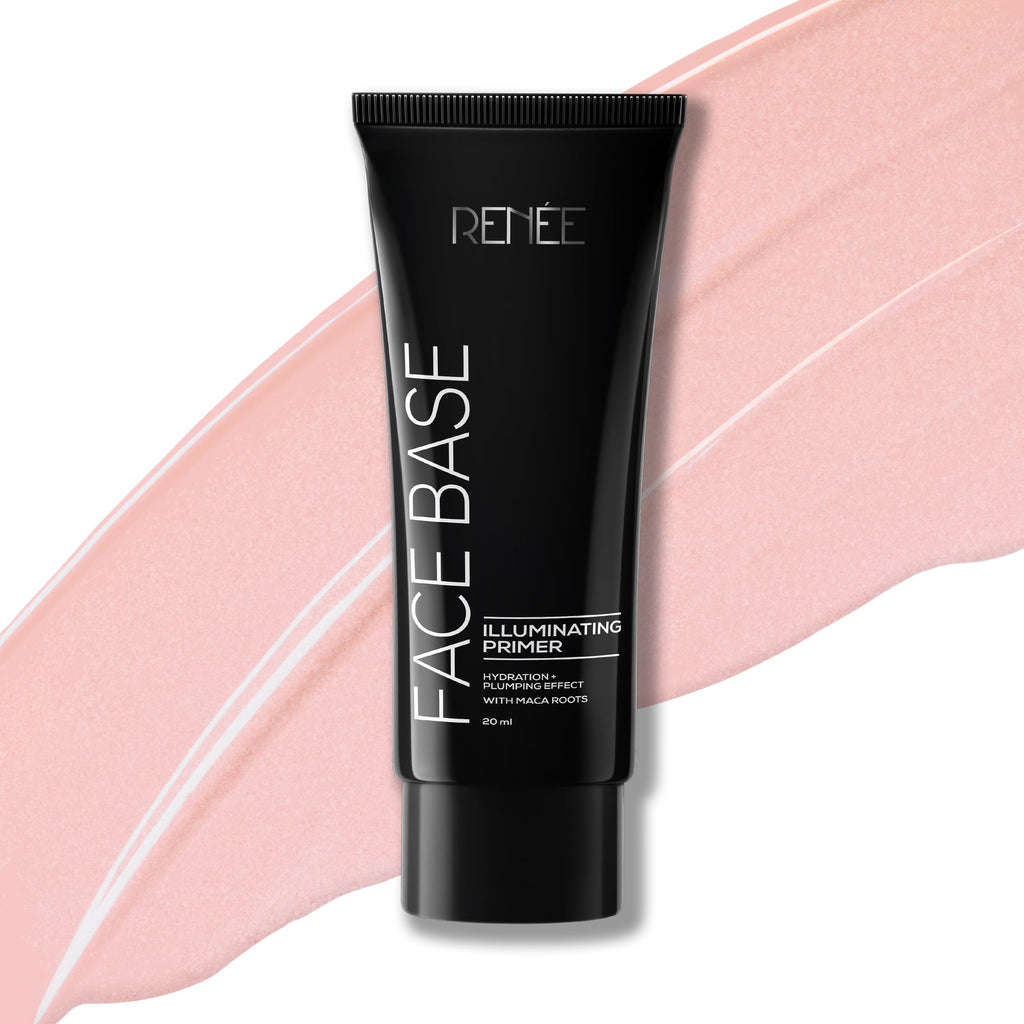 RENÉE
FACE BASE
ILLUMINATING
PRIMER
HYDRATION +
PLUMPING EFFECT
WITH MACA ROOTS
20 ml